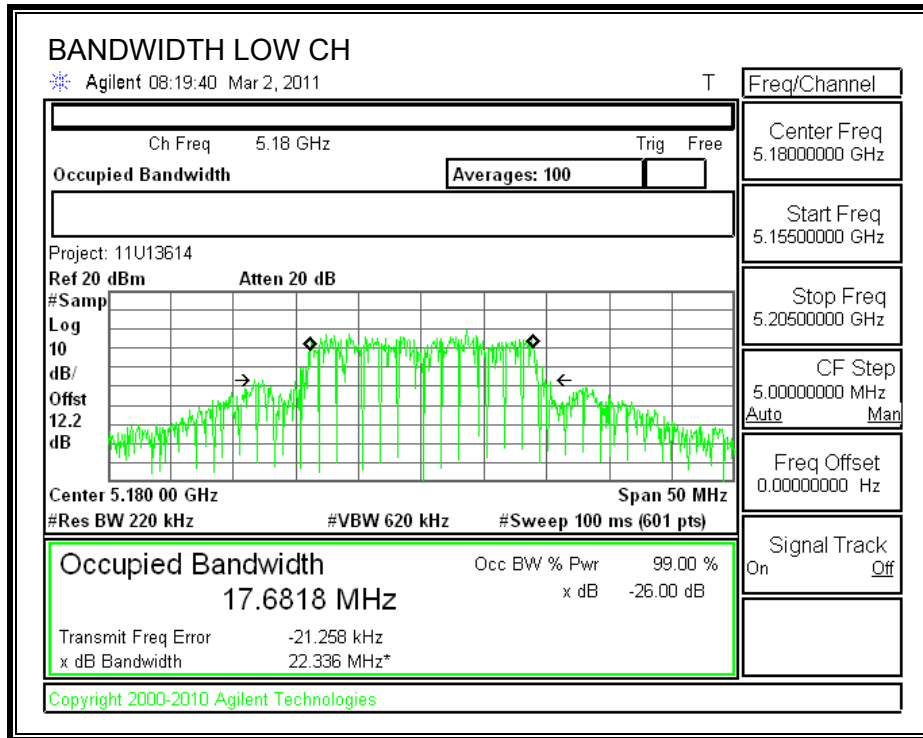 BANDWIDTH LOW CH
Agilent 08:19:40 Mar 2, 2011 T
Freq/Channel
Ch Freq 5.18 GHz Trig Free
Occupied Bandwidth Averages: 100
Center Freq
5.18000000 GHz
Start Freq
5.15500000 GHz
Stop Freq
5.20500000 GHz
CF Step
5.00000000 MHz
Auto Man
Freq Offset
0.00000000 Hz
Signal Track
On Off
Project: 11U13614
Ref 20 dBm Atten 20 dB
#Samp
Log
10
dB/
Offst
12.2
dB
Center 5.180 00 GHz Span 50 MHz
#Res BW 220 kHz #VBW 620 kHz #Sweep 100 ms (601 pts)
Occupied Bandwidth Occ BW % Pwr 99.00 %
17.6818 MHz x dB -26.00 dB
Transmit Freq Error -21.258 kHz
x dB Bandwidth 22.336 MHz*
Copyright 2000-2010 Agilent Technologies